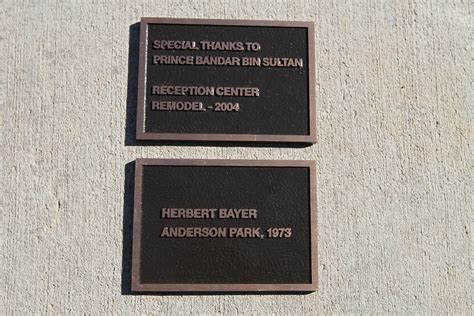 SPECIAL THANKS TO
PRINCE BANDAR BIN SULTAN
RECEPTION CENTER
REMODEL - 2004
HERBERT BAYER
ANDERSON PARK, 1973